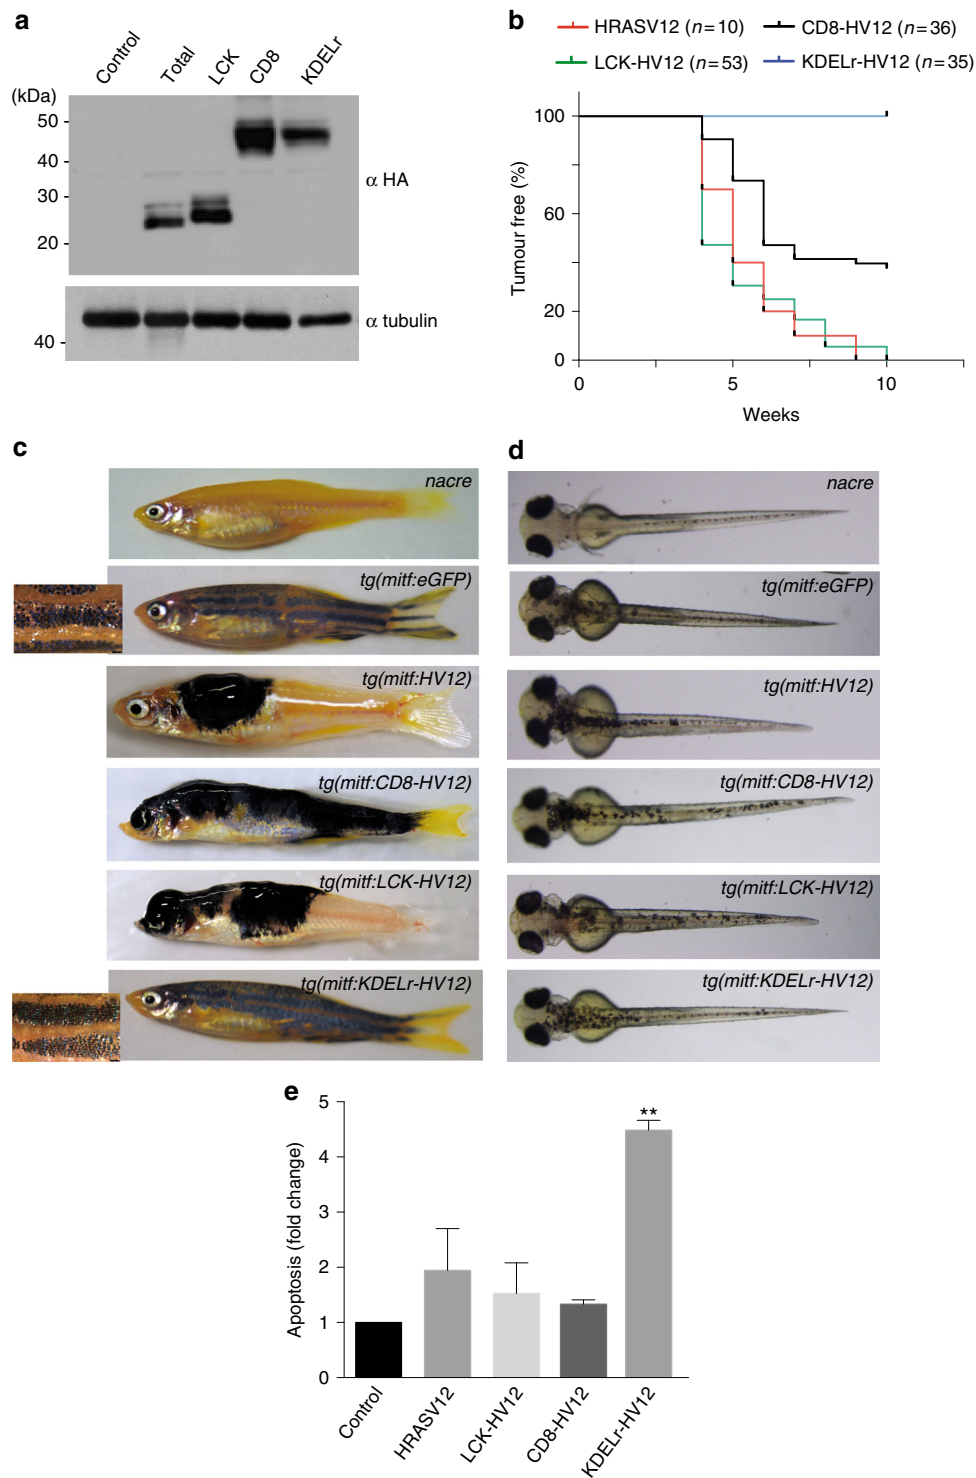 a
Control
Total
LCK
CD8
KDELr
(kDa)
50
40
30
20
α HA
40
α tubulin
b
HRASV12 (n=10)
CD8-HV12 (n=36)
LCK-HV12 (n=53)
KDELr-HV12 (n=35)
Tumour free (%)
100
60
20
0
0
5
10
Weeks
c
nacre
tg(mitf:eGFP)
tg(mitf:HV12)
tg(mitf:CD8-HV12)
tg(mitf:LCK-HV12)
tg(mitf:KDELr-HV12)
d
nacre
tg(mitf:eGFP)
tg(mitf:HV12)
tg(mitf:CD8-HV12)
tg(mitf:LCK-HV12)
tg(mitf:KDELr-HV12)
e
Apoptosis (fold change)
5
4
3
2
1
0
**
Control
HRASV12
LCK-HV12
CD8-HV12
KDELr-HV12